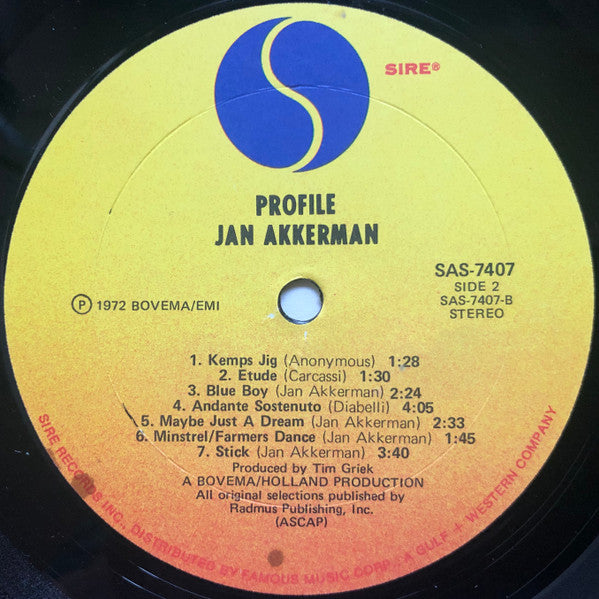 SIRE®
PROFILE
JAN AKKERMAN
SAS-7407
SIDE 2
SAS-7407-B
STEREO
Ⓟ 1972 BOVEMA/EMI
1. Kemps Jig (Anonymous) 1:28
2. Etude (Carcassi) 1:30
3. Blue Boy (Jan Akkerman) 2:24
4. Andante Sostenuto (Diabelli) 4:05
5. Maybe Just A Dream (Jan Akkerman) 2:33
6. Minstrel/Farmers Dance (Jan Akkerman) 1:45
7. Stick (Jan Akkerman) 3:40
Produced by Tim Griek
A BOVEMA/HOLLAND PRODUCTION
All original selections published by
Radmus Publishing, Inc.
(ASCAP)
SIRE RECORDS INC., DISTRIBUTED BY FAMOUS MUSIC CORP., A GULF + WESTERN COMPANY